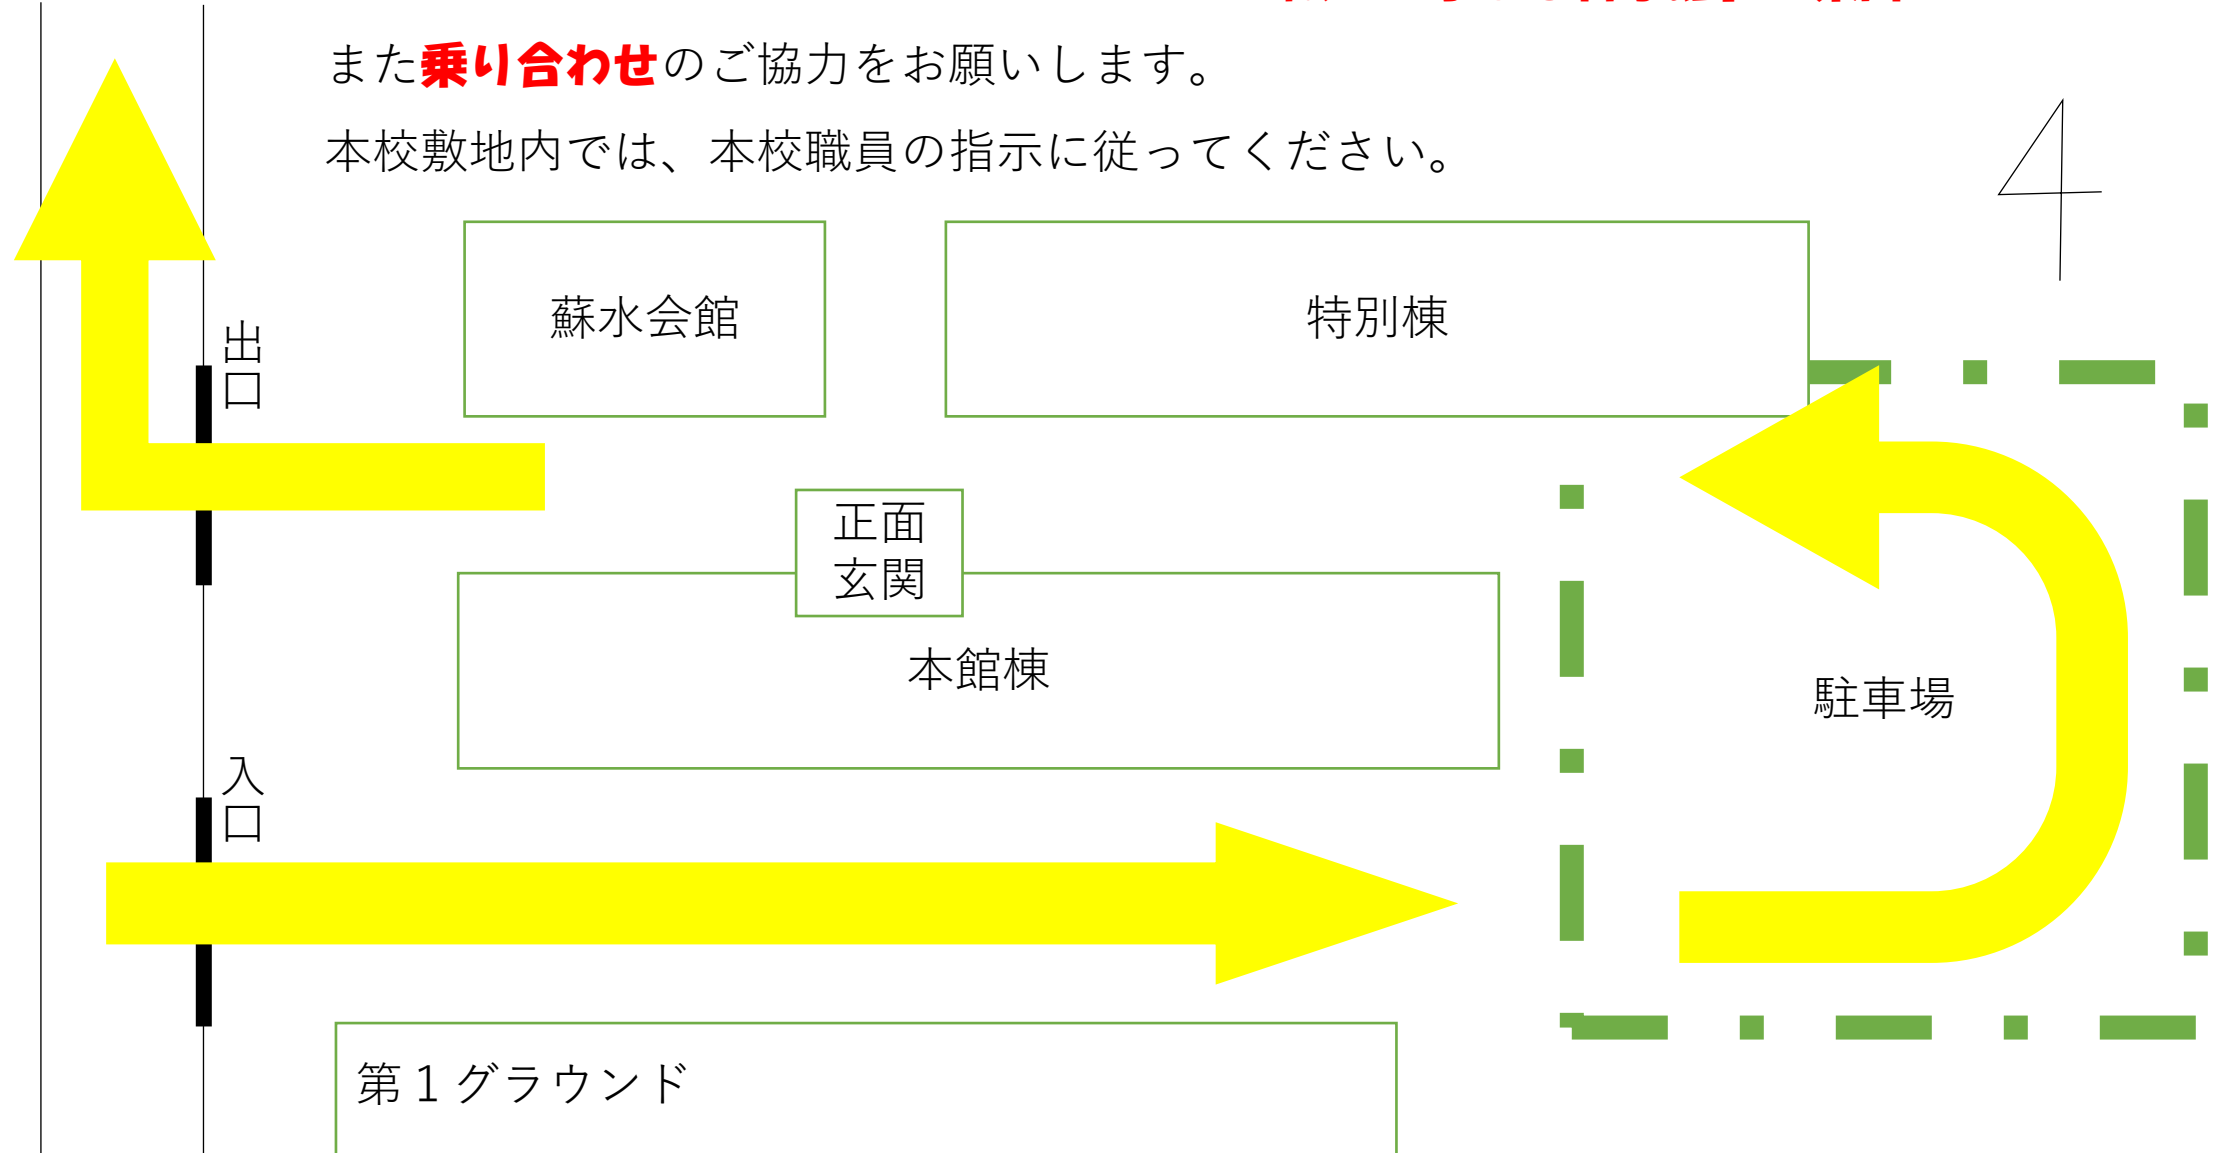 また乗り合わせのご協力をお願いします。
本校敷地内では、本校職員の指示に従ってください。
蘇水会館
特別棟
出口
正面
玄関
本館棟
駐車場
入口
第１グラウンド